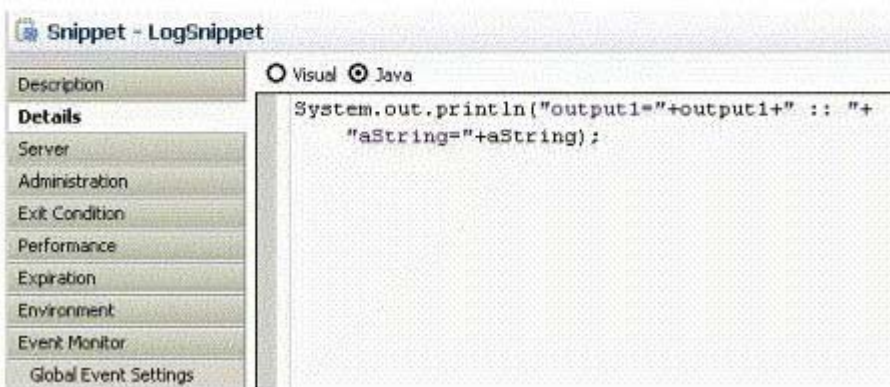 Snippet - LogSnippet
Description
Details
Server
Administration
Exit Condition
Performance
Expiration
Environment
Event Monitor
Global Event Settings
Visual Java
System.out.println("output1="+output1+" :: "+
"aString="+aString);